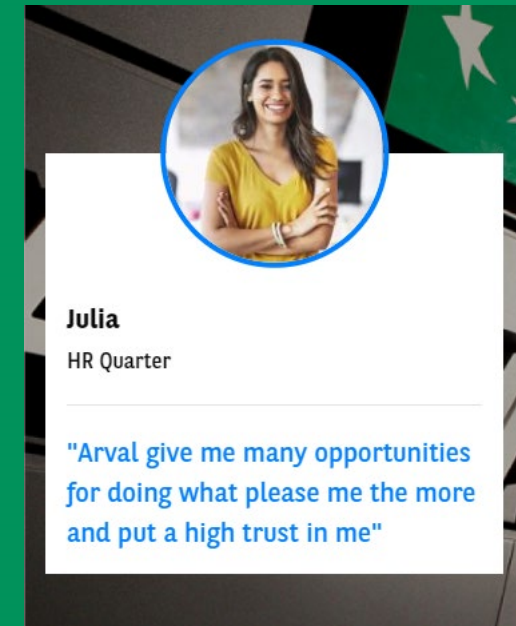 Julia
HR Quarter
"Arval give me many opportunities
for doing what please me the more
and put a high trust in me"